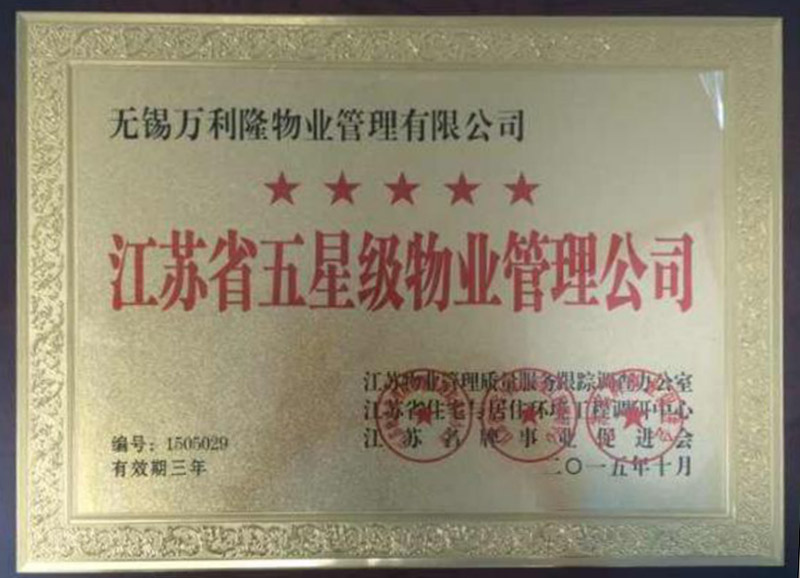 无锡万利隆物业管理有限公司
★★★★★
江苏省五星级物业管理公司
江苏物业管理质量服务跟踪调查办公室
江苏省住宅与居住环境工程调研中心
江苏名牌事业促进会
编号：1505029
二〇一五年十月
有效期三年